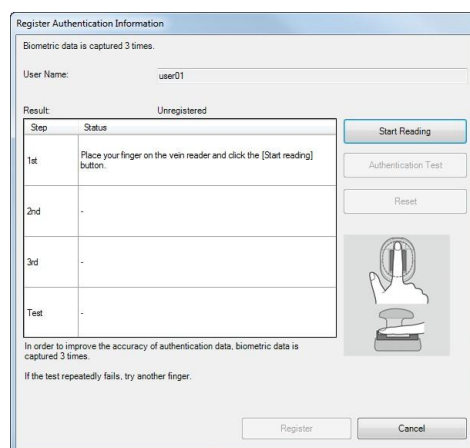 Register Authentication Information
Biometric data is captured 3 times.
User Name: user01
Result: Unregistered
Step Status
Start Reading
1st Place your finger on the vein reader and click the [Start reading]
button.
Authentication Test
2nd -
Reset
3rd -
Test -
In order to improve the accuracy of authentication data, biometric data is
captured 3 times.
If the test repeatedly fails, try another finger.
Register Cancel